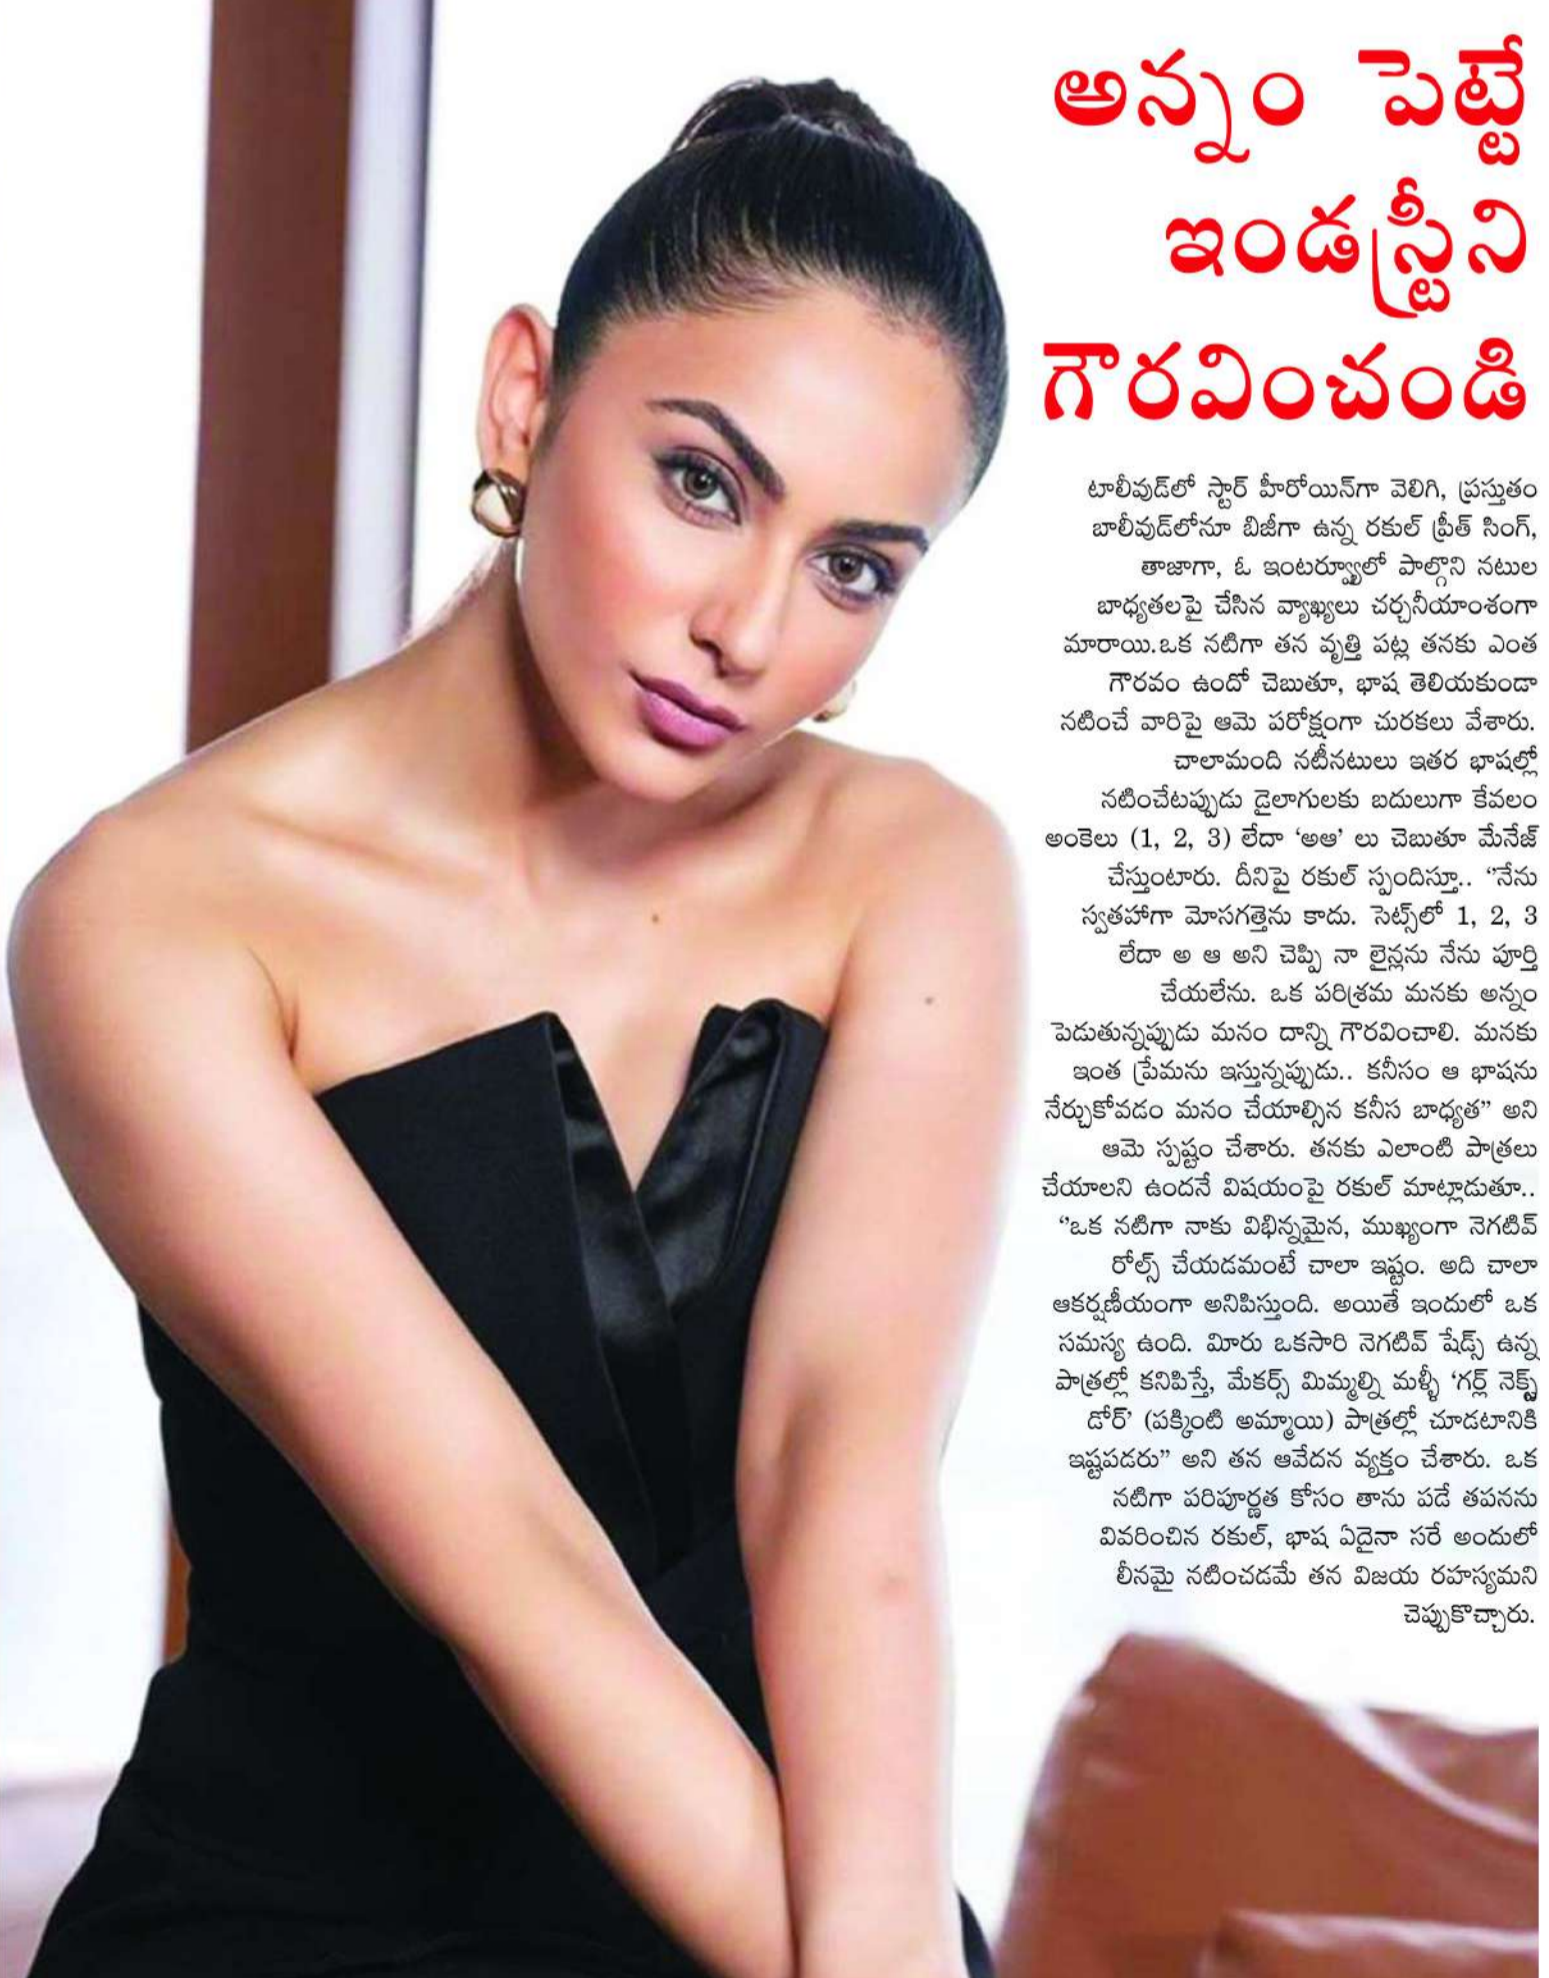 అన్నం పెట్టే
ఇండస్ట్రీని
గౌరవించండి
టాలీవుడ్‌లో స్టార్ హీరోయిన్‌గా వెలిగి, ప్రస్తుతం
బాలీవుడ్‌లోనూ బిజీగా ఉన్న రకుల్ ప్రీత్ సింగ్,
తాజాగా, ఓ ఇంటర్వ్యూలో పాల్గొని నటుల
బాధ్యతలపై చేసిన వ్యాఖ్యలు చర్చనీయాంశంగా
మారాయి.ఒక నటిగా తన వృత్తి పట్ల తనకు ఎంత
గౌరవం ఉందో చెబుతూ, భాష తెలియకుండా
నటించే వారిపై ఆమె పరోక్షంగా చురకలు వేశారు.
చాలామంది నటీనటులు ఇతర భాషల్లో
నటించేటప్పుడు డైలాగులకు బదులుగా కేవలం
అంకెలు (1, 2, 3) లేదా ‘అఆ’ లు చెబుతూ మేనేజ్
చేస్తుంటారు. దీనిపై రకుల్ స్పందిస్తూ.. “నేను
స్వతహాగా మోసగత్తెను కాదు. సెట్స్‌లో 1, 2, 3
లేదా అ ఆ అని చెప్పి నా లైన్లను నేను పూర్తి
చేయలేను. ఒక పరిశ్రమ మనకు అన్నం
పెడుతున్నప్పుడు మనం దాన్ని గౌరవించాలి. మనకు
ఇంత ప్రేమను ఇస్తున్నప్పుడు.. కనీసం ఆ భాషను
నేర్చుకోవడం మనం చేయాల్సిన కనీస బాధ్యత” అని
ఆమె స్పష్టం చేశారు. తనకు ఎలాంటి పాత్రలు
చేయాలని ఉందనే విషయంపై రకుల్ మాట్లాడుతూ..
“ఒక నటిగా నాకు విభిన్నమైన, ముఖ్యంగా నెగటివ్
రోల్స్ చేయడమంటే చాలా ఇష్టం. అది చాలా
ఆకర్షణీయంగా అనిపిస్తుంది. అయితే ఇందులో ఒక
సమస్య ఉంది. మీరు ఒకసారి నెగటివ్ షేడ్స్ ఉన్న
పాత్రల్లో కనిపిస్తే, మేకర్స్ మిమ్మల్ని మళ్ళీ ‘గర్ల్ నెక్స్ట్
డోర్’ (పక్కింటి అమ్మాయి) పాత్రల్లో చూడటానికి
ఇష్టపడరు” అని తన ఆవేదన వ్యక్తం చేశారు. ఒక
నటిగా పరిపూర్ణత కోసం తాను పడే తపనను
వివరించిన రకుల్, భాష ఏదైనా సరే అందులో
లీనమై నటించడమే తన విజయ రహస్యమని
చెప్పుకొచ్చారు.